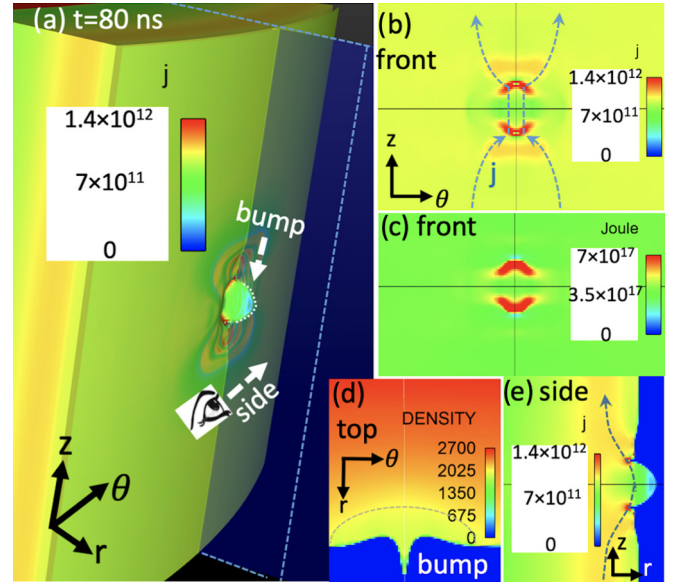 (a) t=80 ns
j
1.4×10¹²
7×10¹¹
0
bump
side
z
θ
r
(b)
front
j
1.4×10¹²
7×10¹¹
0
z
θ
j
(c) front
Joule
7×10¹⁷
3.5×10¹⁷
0
(d)
top
DENSITY
2700
2025
1350
675
0
θ
r
bump
(e) side
j
1.4×10¹²
7×10¹¹
0
z
r